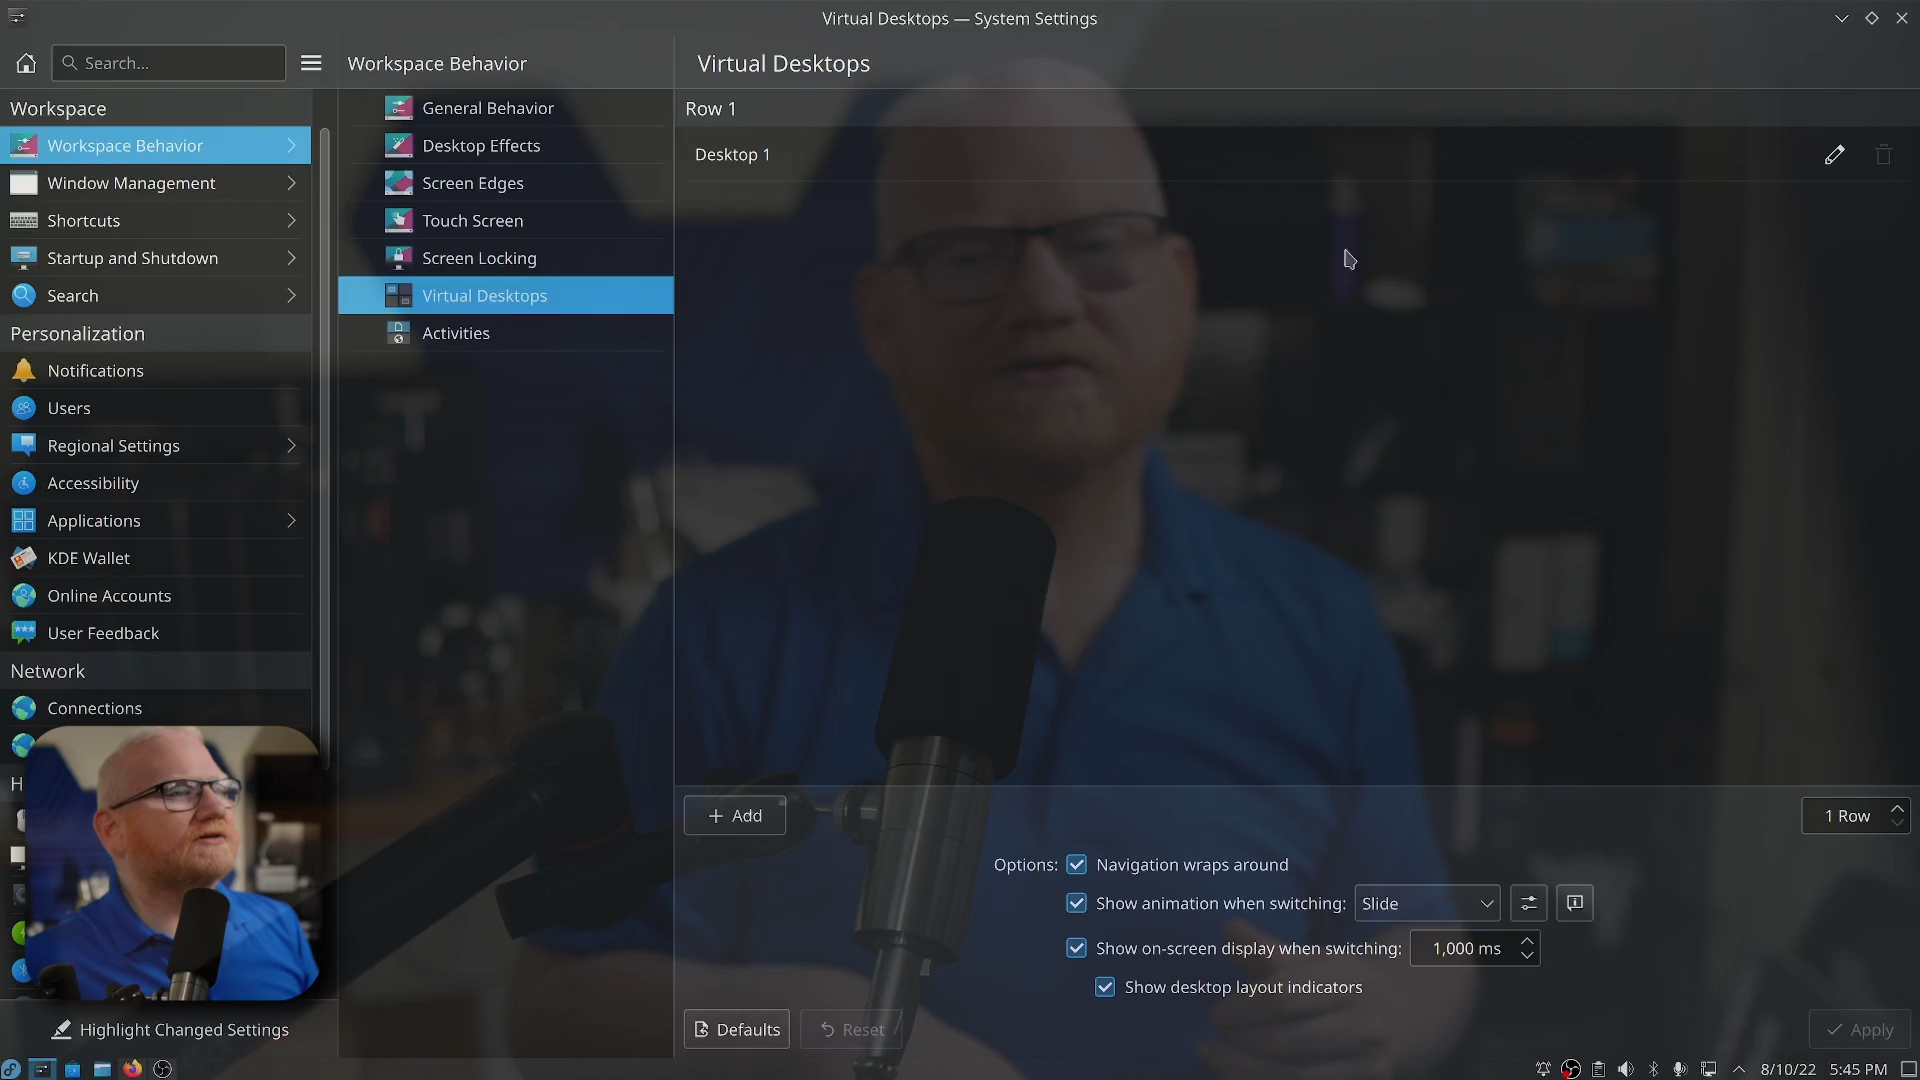 Virtual Desktops — System Settings
Search...
Workspace Behavior
Virtual Desktops
Workspace
Workspace Behavior
Window Management
Shortcuts
Startup and Shutdown
Search
Personalization
Notifications
Users
Regional Settings
Accessibility
Applications
KDE Wallet
Online Accounts
User Feedback
Network
Connections
H
Highlight Changed Settings
General Behavior
Desktop Effects
Screen Edges
Touch Screen
Screen Locking
Virtual Desktops
Activities
Row 1
Desktop 1
Add
1 Row
Options: Navigation wraps around
Show animation when switching: Slide
Show on-screen display when switching: 1,000 ms
Show desktop layout indicators
Defaults
Reset
Apply
8/10/22 5:45 PM